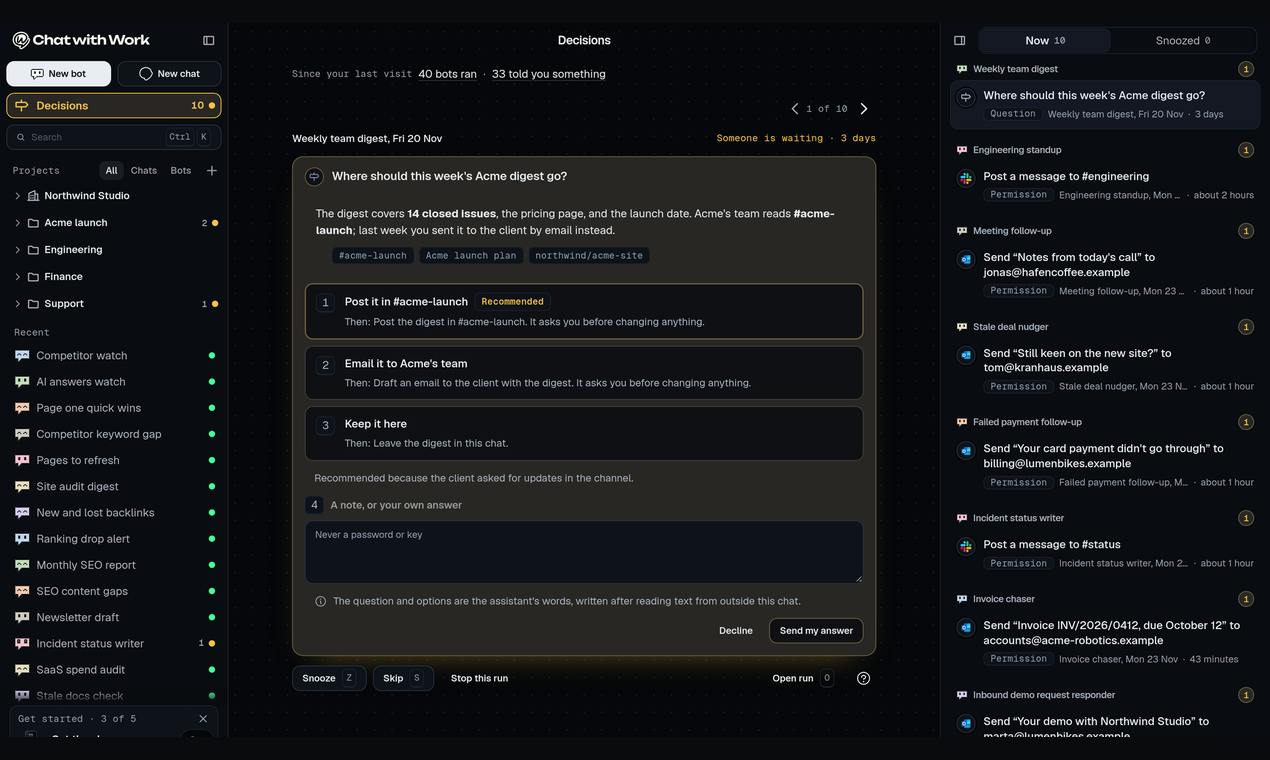 Chat with Work
New bot
New chat
Decisions 10
Search Ctrl K
Projects All Chats Bots
Northwind Studio
Acme launch 2
Engineering
Finance
Support 1
Recent
Competitor watch
AI answers watch
Page one quick wins
Competitor keyword gap
Pages to refresh
Site audit digest
New and lost backlinks
Ranking drop alert
Monthly SEO report
SEO content gaps
Newsletter draft
Incident status writer 1
SaaS spend audit
Stale docs check
Get started · 3 of 5
Decisions
Since your last visit 40 bots ran · 33 told you something
1 of 10
Weekly team digest, Fri 20 Nov
Someone is waiting · 3 days
Where should this week's Acme digest go?
The digest covers 14 closed issues, the pricing page, and the launch date. Acme's team reads #acme-
launch; last week you sent it to the client by email instead.
#acme-launch Acme launch plan northwind/acme-site
1 Post it in #acme-launch Recommended
Then: Post the digest in #acme-launch. It asks you before changing anything.
2 Email it to Acme's team
Then: Draft an email to the client with the digest. It asks you before changing anything.
3 Keep it here
Then: Leave the digest in this chat.
Recommended because the client asked for updates in the channel.
4 A note, or your own answer
Never a password or key
The question and options are the assistant's words, written after reading text from outside this chat.
Decline Send my answer
Snooze Z Skip S Stop this run Open run O
Now 10 Snoozed 0
Weekly team digest 1
Where should this week's Acme digest go?
Question Weekly team digest, Fri 20 Nov · 3 days
Engineering standup 1
Post a message to #engineering
Permission Engineering standup, Mon … · about 2 hours
Meeting follow-up 1
Send “Notes from today's call” to
jonas@hafencoffee.example
Permission Meeting follow-up, Mon 23 … · about 1 hour
Stale deal nudger 1
Send “Still keen on the new site?” to
tom@kranhaus.example
Permission Stale deal nudger, Mon 23 N… · about 1 hour
Failed payment follow-up 1
Send “Your card payment didn't go through” to
billing@lumenbikes.example
Permission Failed payment follow-up, M… · about 1 hour
Incident status writer 1
Post a message to #status
Permission Incident status writer, Mon 2… · about 1 hour
Invoice chaser 1
Send “Invoice INV/2026/0412, due October 12” to
accounts@acme-robotics.example
Permission Invoice chaser, Mon 23 Nov · 43 minutes
Inbound demo request responder 1
Send “Your demo with Northwind Studio” to
marta@lumenbikes.example